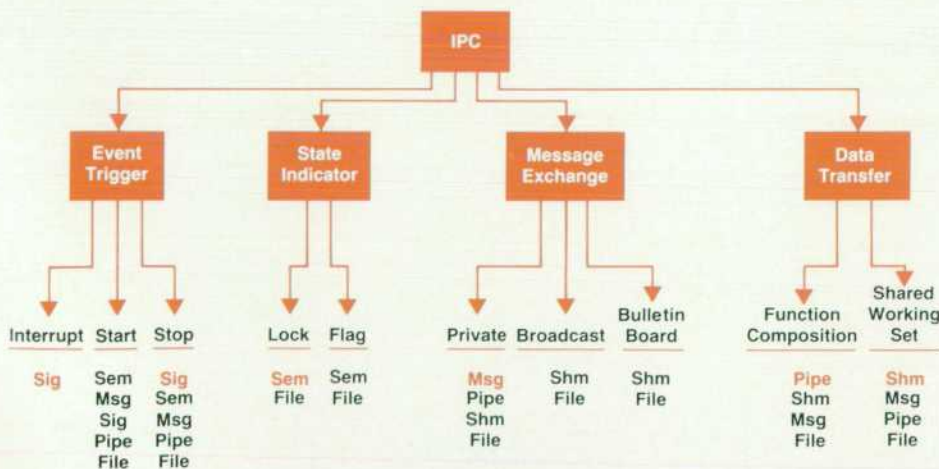 IPC
Event
Trigger
State
Indicator
Message
Exchange
Data
Transfer
Interrupt
Sig
Start
Sem
Msg
Sig
Pipe
File
Stop
Sig
Sem
Msg
Pipe
File
Lock
Sem
File
Flag
Sem
File
Private
Msg
Pipe
Shm
File
Broadcast
Shm
File
Bulletin
Board
Shm
File
Function
Composition
Pipe
Shm
Msg
File
Shared
Working
Set
Shm
Msg
Pipe
File